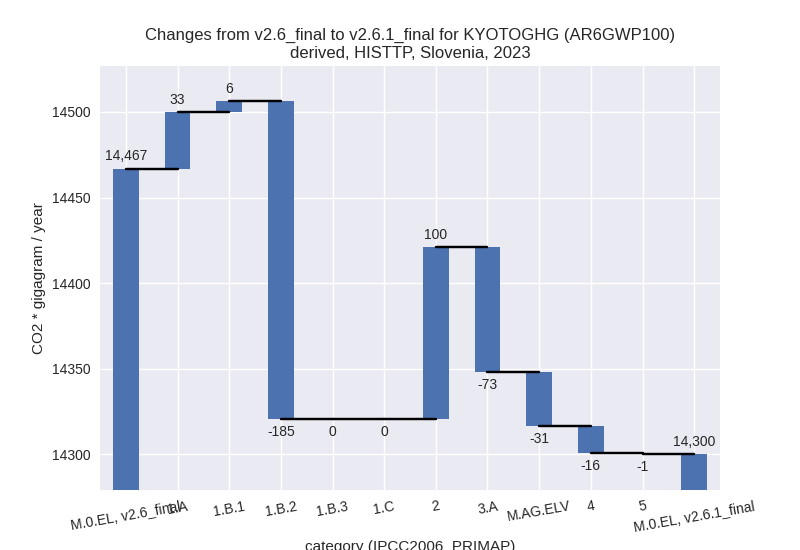 Changes from v2.6_final to v2.6.1_final for KYOTOGHG (AR6GWP100)
derived, HISTTP, Slovenia, 2023
CO2 * gigagram / year
14500
14450
14400
14350
14300
14,467
33
6
-185
0
0
100
-73
-31
-16
-1
14,300
M.0.EL, v2.6_final
1.A
1.B.1
1.B.2
1.B.3
1.C
2
3.A
M.AG.ELV
4
5
M.0.EL, v2.6.1_final
category (IPCC2006_PRIMAP)